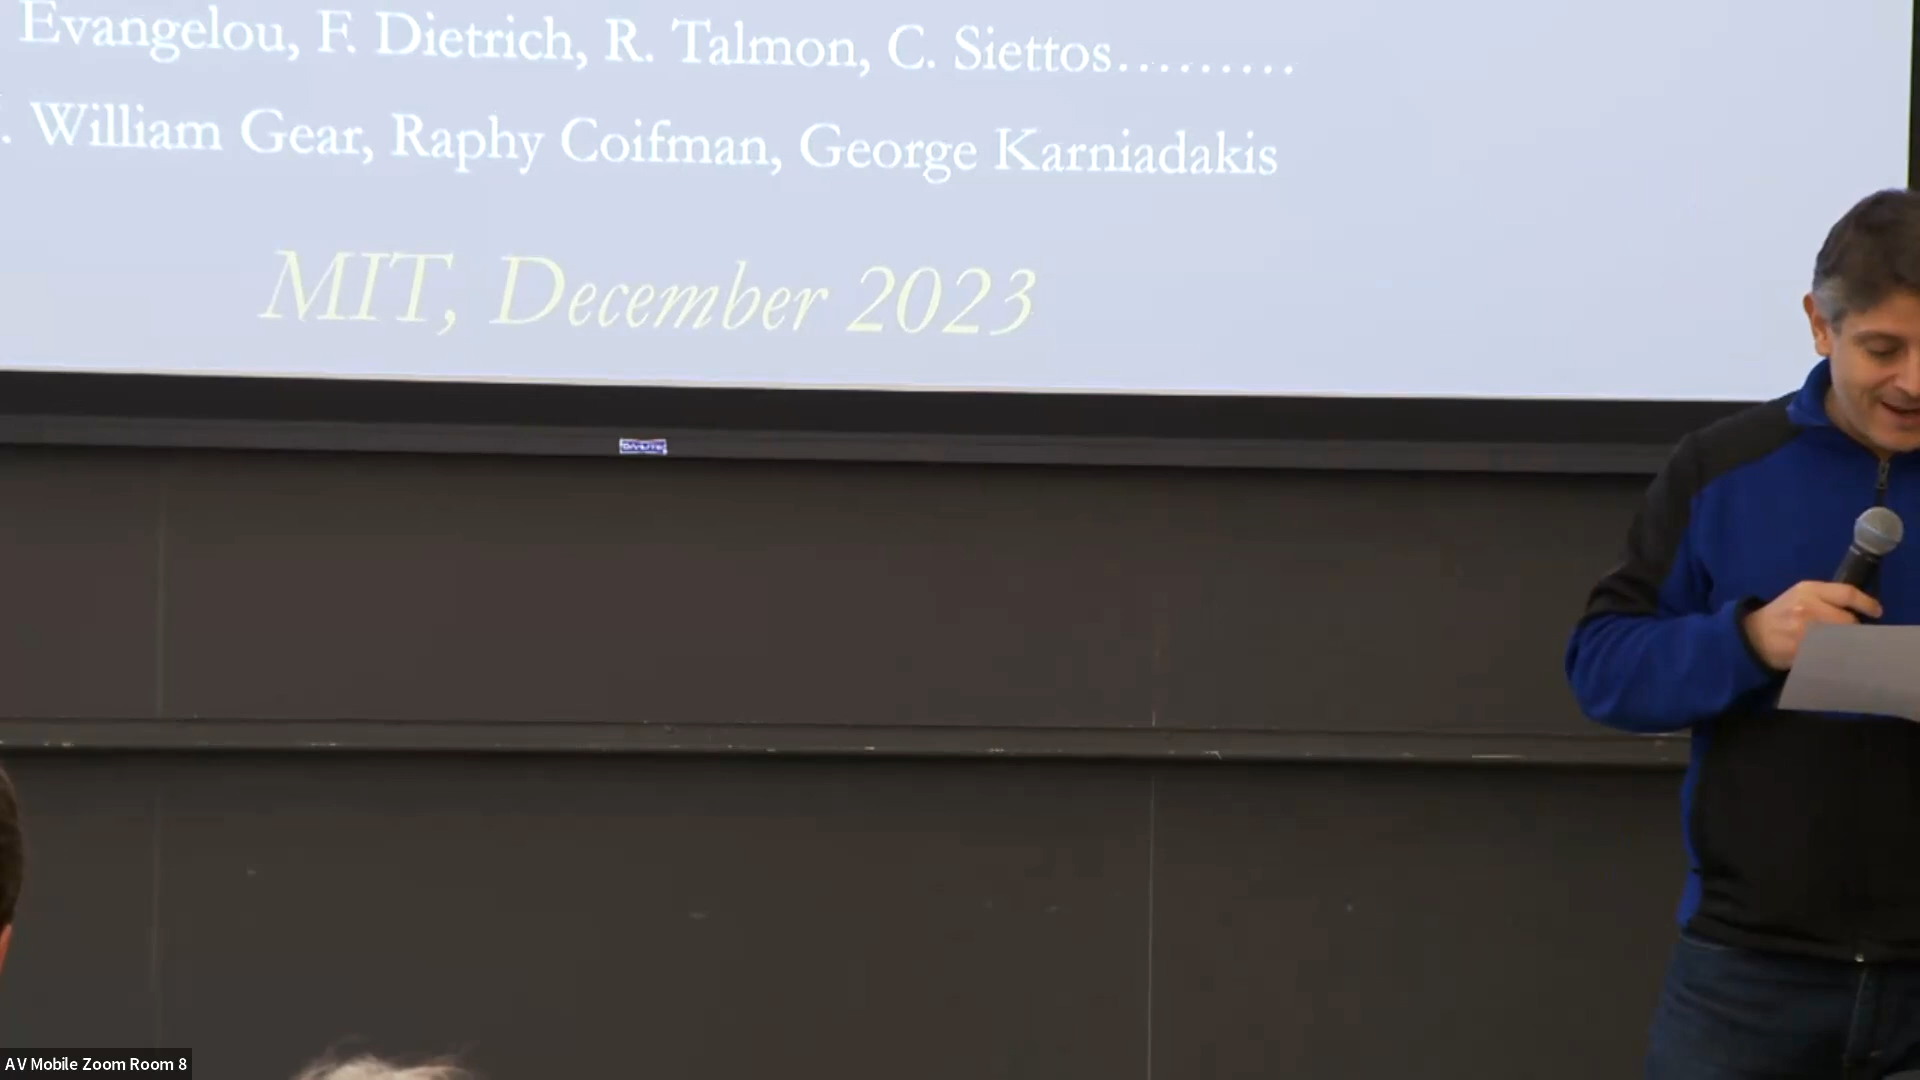 Evangelou, F. Dietrich, R. Talmon, C. Siettos.........
. William Gear, Raphy Coifman, George Karniadakis
MIT, December 2023
AV Mobile Zoom Room 8